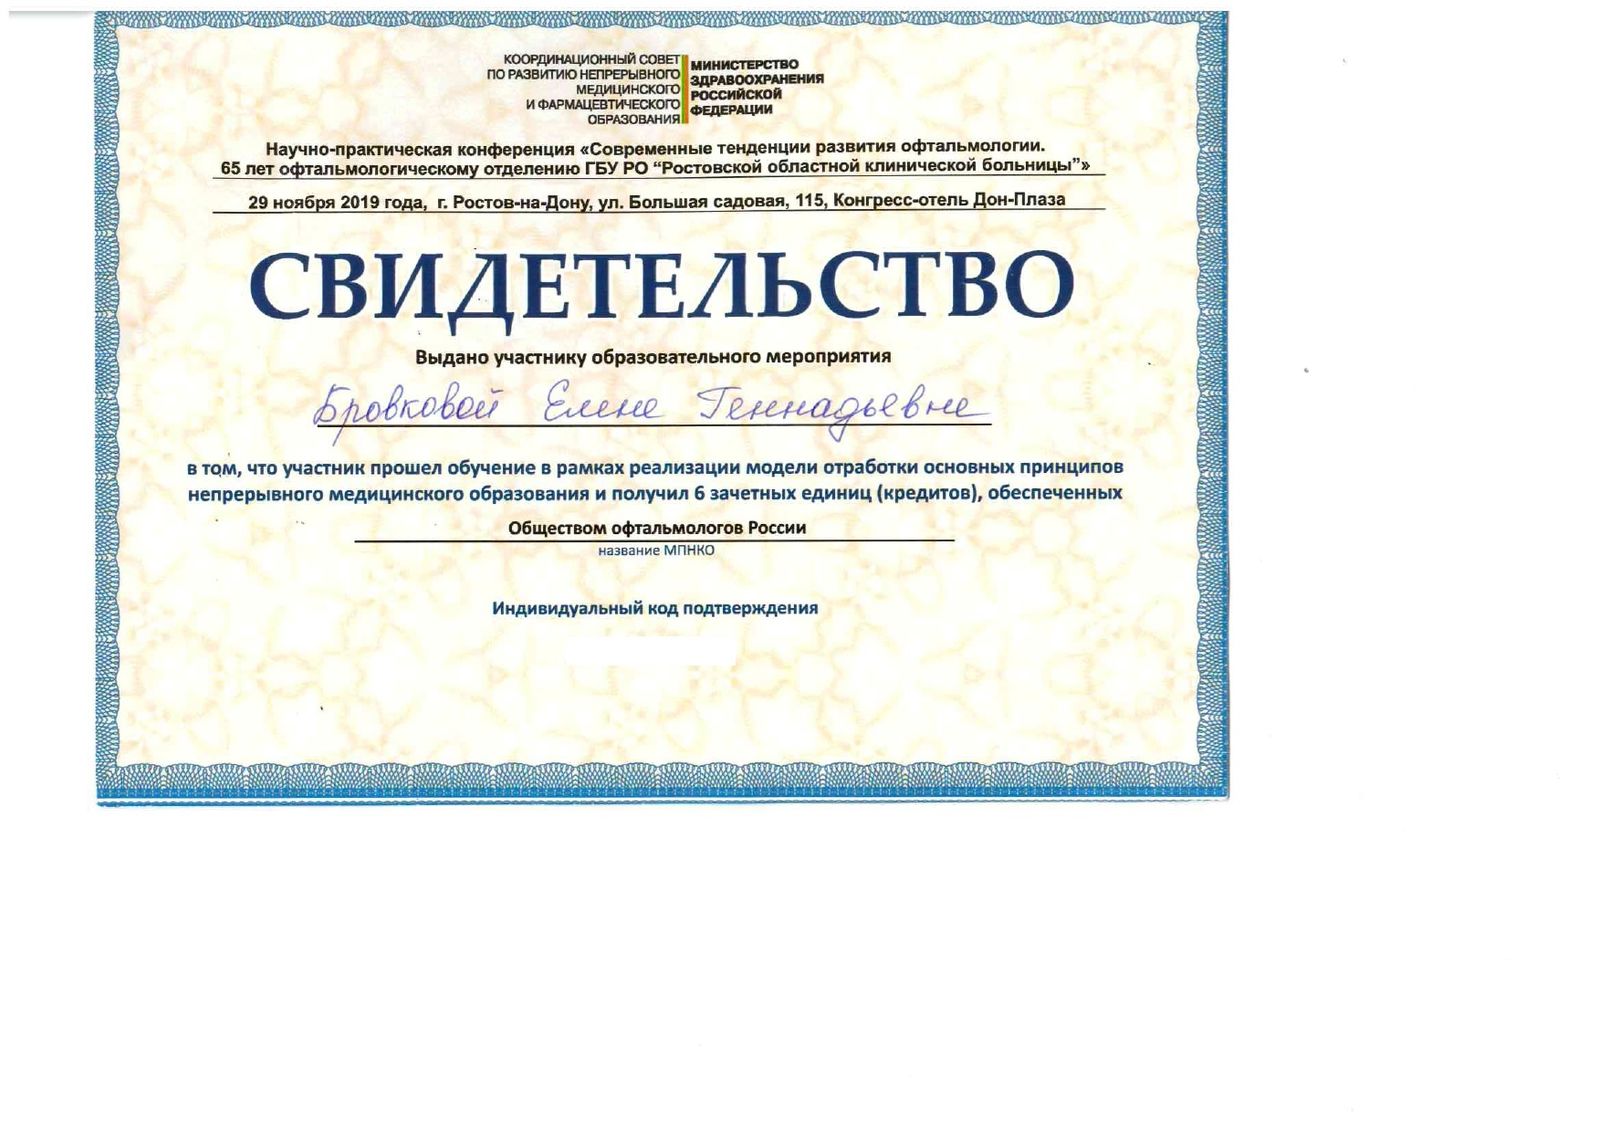 КООРДИНАЦИОННЫЙ СОВЕТ
ПО РАЗВИТИЮ НЕПРЕРЫВНОГО
МЕДИЦИНСКОГО
И ФАРМАЦЕВТИЧЕСКОГО
ОБРАЗОВАНИЯ
МИНИСТЕРСТВО
ЗДРАВООХРАНЕНИЯ
РОССИЙСКОЙ
ФЕДЕРАЦИИ
Научно-практическая конференция «Современные тенденции развития офтальмологии.
65 лет офтальмологическому отделению ГБУ РО “Ростовской областной клинической больницы”»
29 ноября 2019 года, г. Ростов-на-Дону, ул. Большая садовая, 115, Конгресс-отель Дон-Плаза
СВИДЕТЕЛЬСТВО
Выдано участнику образовательного мероприятия
Бровковой Елене Геннадьевне
в том, что участник прошел обучение в рамках реализации модели отработки основных принципов
непрерывного медицинского образования и получил 6 зачетных единиц (кредитов), обеспеченных
Обществом офтальмологов России
название МПНКО
Индивидуальный код подтверждения